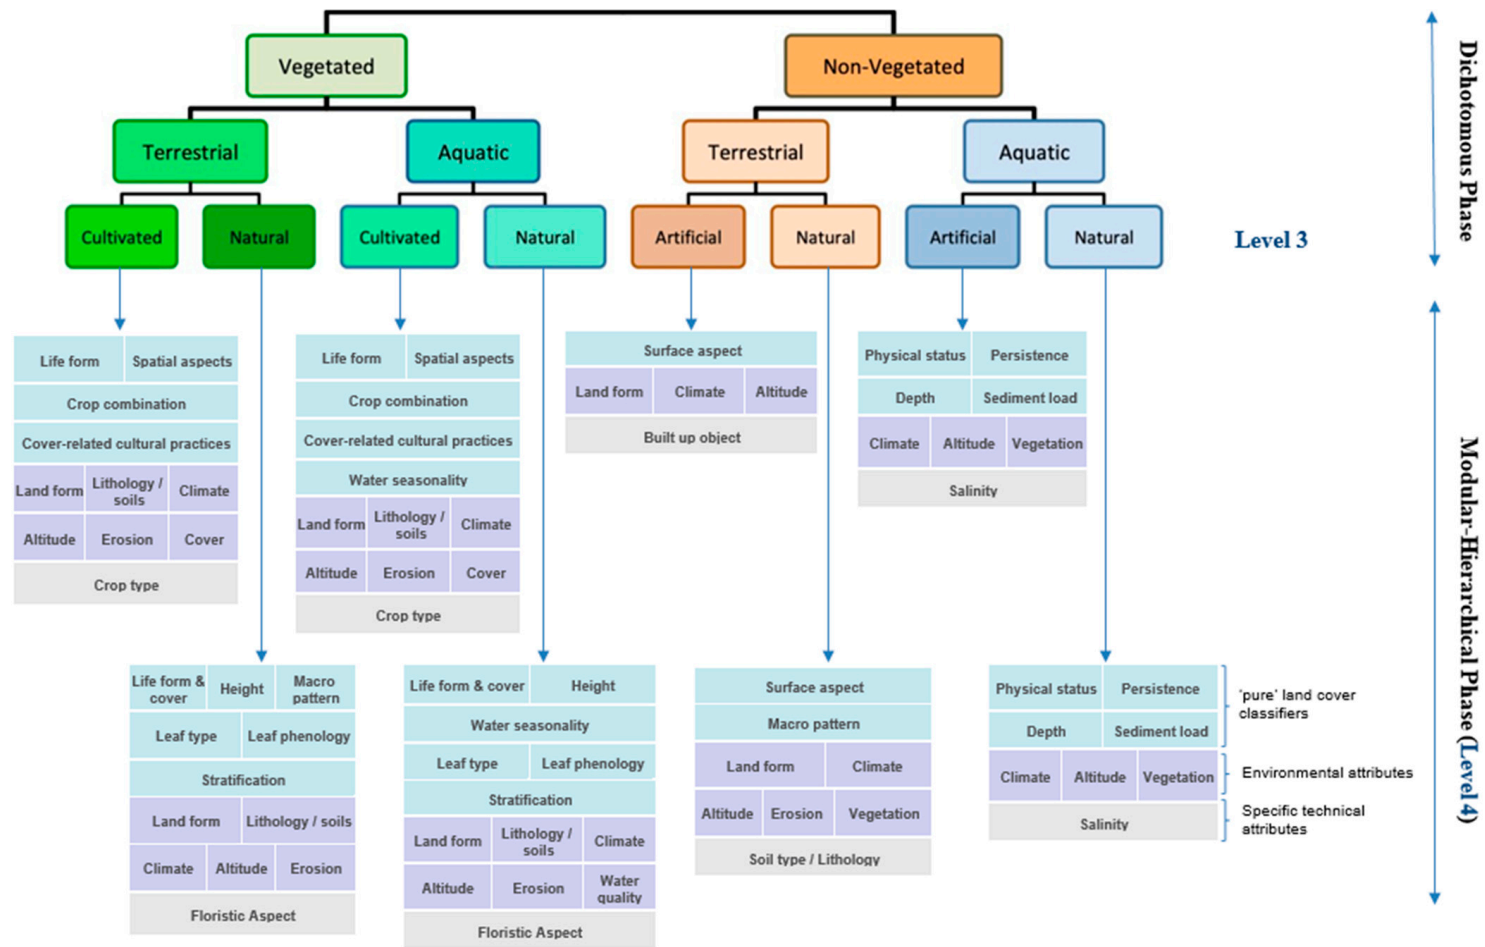 Vegetated
Non-Vegetated
Terrestrial
Aquatic
Terrestrial
Aquatic
Cultivated
Natural
Cultivated
Natural
Artificial
Natural
Artificial
Natural
Level 3
Dichotomous Phase
Life form
Spatial aspects
Crop combination
Cover-related cultural practices
Land form
Lithology /
soils
Climate
Altitude
Erosion
Cover
Crop type
Life form
Spatial aspects
Crop combination
Cover-related cultural practices
Water seasonality
Land form
Lithology /
soils
Climate
Altitude
Erosion
Cover
Crop type
Surface aspect
Land form
Climate
Altitude
Built up object
Physical status
Persistence
Depth
Sediment load
Climate
Altitude
Vegetation
Salinity
Life form &
cover
Height
Macro
pattern
Leaf type
Leaf phenology
Stratification
Land form
Lithology / soils
Climate
Altitude
Erosion
Floristic Aspect
Life form & cover
Height
Water seasonality
Leaf type
Leaf phenology
Stratification
Land form
Lithology /
soils
Climate
Altitude
Erosion
Water
quality
Floristic Aspect
Surface aspect
Macro pattern
Land form
Climate
Altitude
Erosion
Vegetation
Soil type / Lithology
Physical status
Persistence
Depth
Sediment load
Climate
Altitude
Vegetation
Salinity
'pure' land cover
classifiers
Environmental attributes
Specific technical
attributes
Modular-Hierarchical Phase (Level 4)